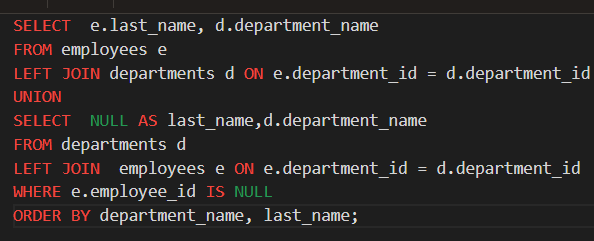 SELECT  e.last_name, d.department_name
FROM employees e
LEFT JOIN departments d ON e.department_id = d.department_id
UNION
SELECT  NULL AS last_name,d.department_name
FROM departments d
LEFT JOIN  employees e ON e.department_id = d.department_id
WHERE e.employee_id IS NULL
ORDER BY department_name, last_name;